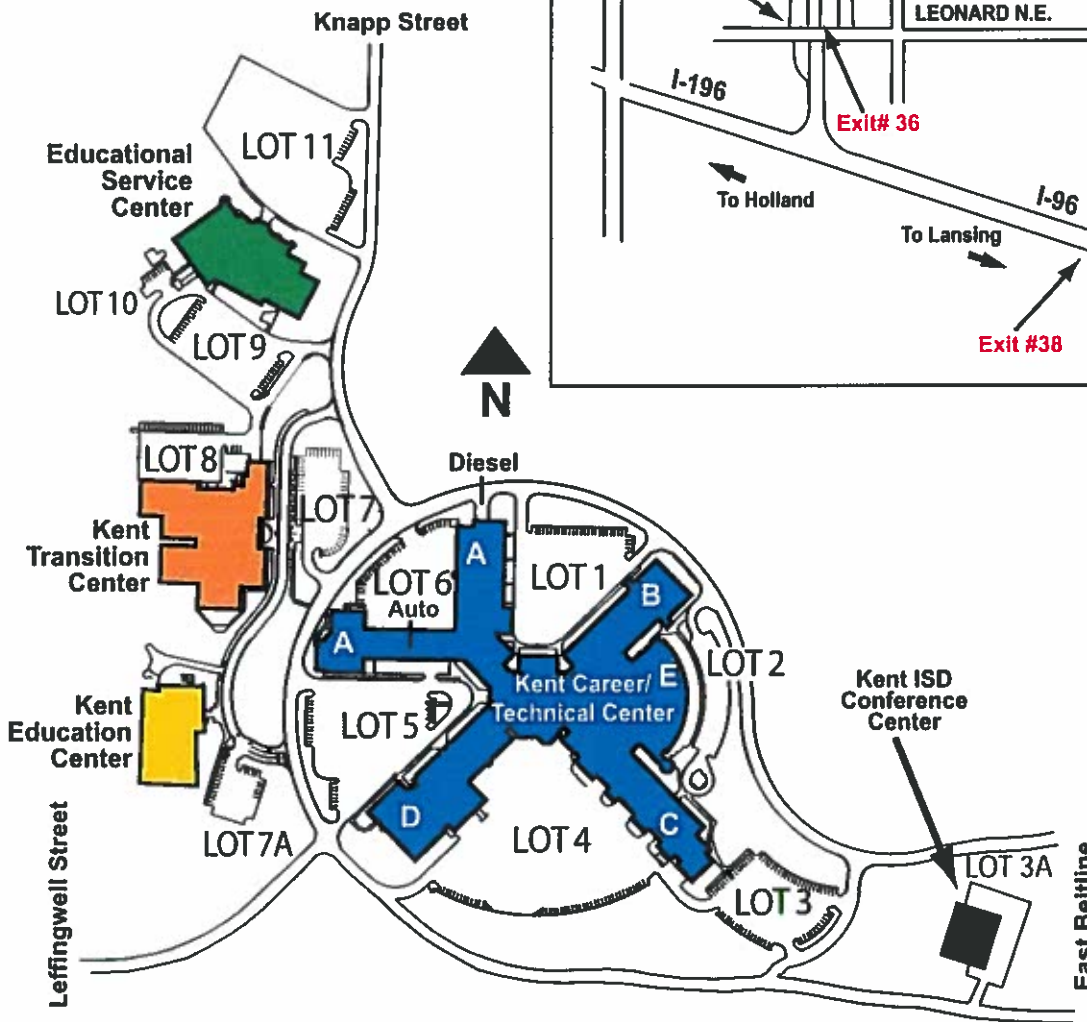 Knapp Street
LEONARD N.E.
I-196
Exit# 36
To Holland
I-96
To Lansing
Exit #38
LOT 11
Educational
Service
Center
LOT 10
LOT 9
N
LOT 8
Diesel
LOT 7
Kent
Transition
Center
A
LOT 6
Auto
LOT 1
B
A
E
LOT 2
Kent Career/
Technical Center
Kent ISD
Conference
Center
Kent
Education
Center
LOT 5
D
C
LOT 4
LOT 7A
LOT 3
LOT 3A
Leffingwell Street
East Beltline